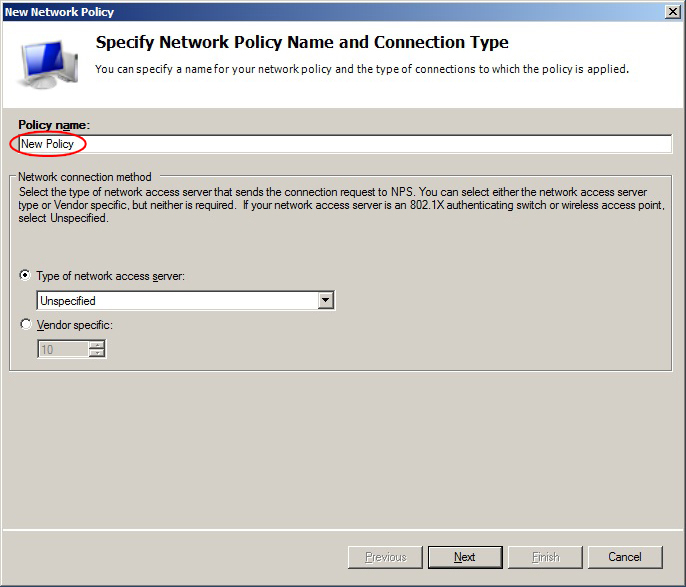 New Network Policy
Specify Network Policy Name and Connection Type
You can specify a name for your network policy and the type of connections to which the policy is applied.
Policy name:
New Policy
Network connection method
Select the type of network access server that sends the connection request to NPS. You can select either the network access server
type or Vendor specific, but neither is required.  If your network access server is an 802.1X authenticating switch or wireless access point,
select Unspecified.
Type of network access server:
Unspecified
Vendor specific:
10
Previous
Next
Finish
Cancel